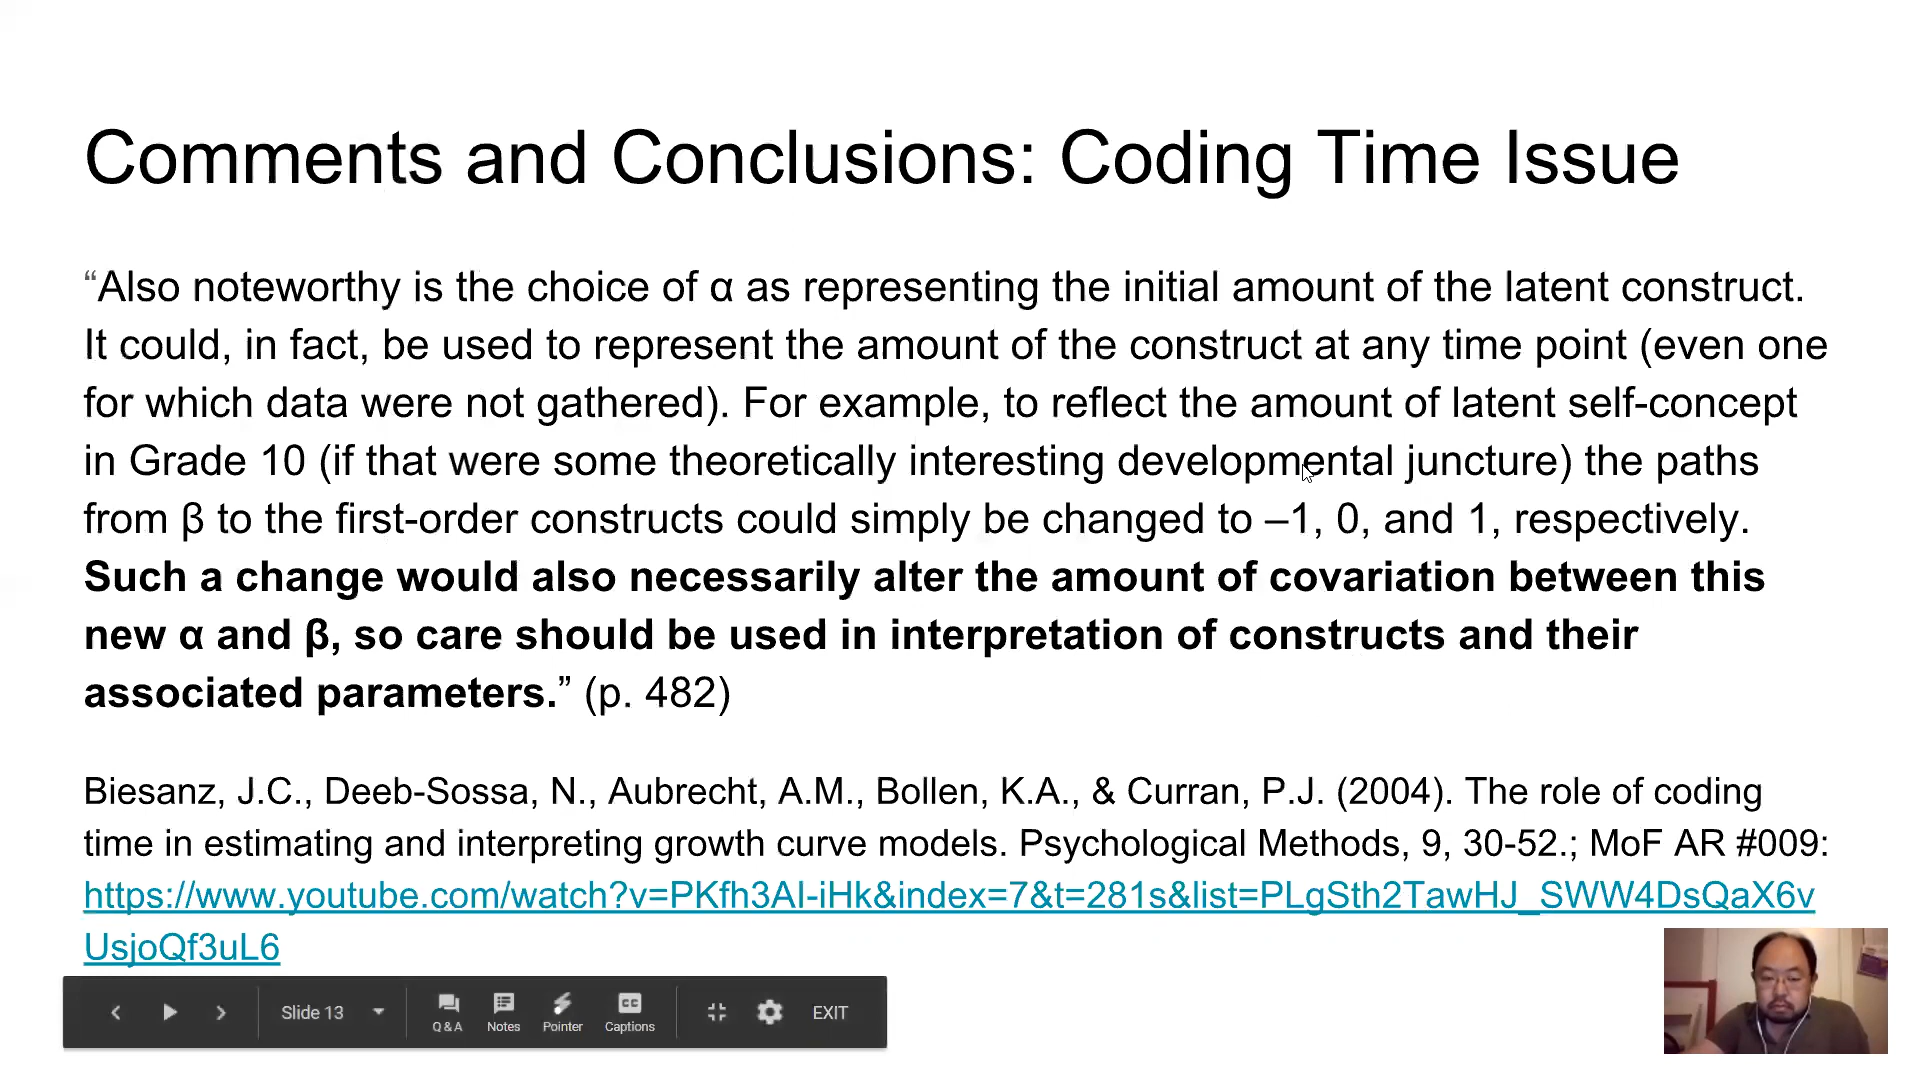 Comments and Conclusions: Coding Time Issue
“Also noteworthy is the choice of α as representing the initial amount of the latent construct.
It could, in fact, be used to represent the amount of the construct at any time point (even one
for which data were not gathered). For example, to reflect the amount of latent self-concept
in Grade 10 (if that were some theoretically interesting developmental juncture) the paths
from β to the first-order constructs could simply be changed to –1, 0, and 1, respectively.
Such a change would also necessarily alter the amount of covariation between this
new α and β, so care should be used in interpretation of constructs and their
associated parameters.” (p. 482)
Biesanz, J.C., Deeb-Sossa, N., Aubrecht, A.M., Bollen, K.A., & Curran, P.J. (2004). The role of coding
time in estimating and interpreting growth curve models. Psychological Methods, 9, 30-52.; MoF AR #009:
https://www.youtube.com/watch?v=PKfh3AI-iHk&index=7&t=281s&list=PLgSth2TawHJ_SWW4DsQaX6v
UsjoQf3uL6
Slide 13
Q & A
Notes
Pointer
CC
Captions
EXIT